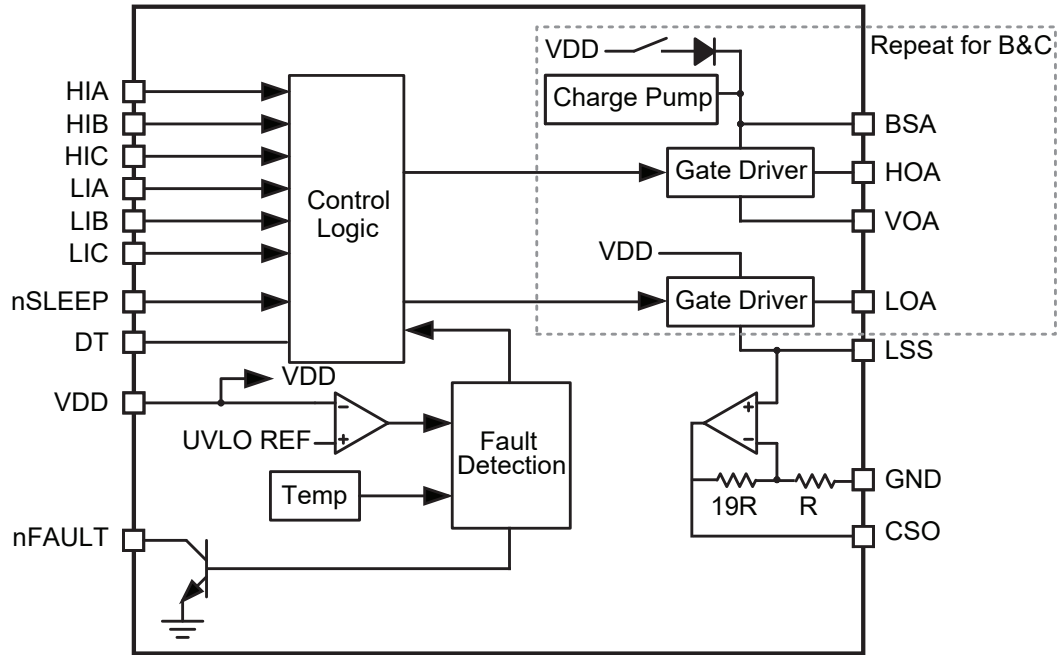 VDD
Repeat for B&C
Charge Pump
HIA
HIB
HIC
LIA
LIB
LIC
nSLEEP
DT
VDD
nFAULT
Control
Logic
Gate Driver
VDD
Gate Driver
BSA
HOA
VOA
LOA
LSS
GND
CSO
VDD
UVLO REF
-
+
Temp
Fault
Detection
+
-
19R
R